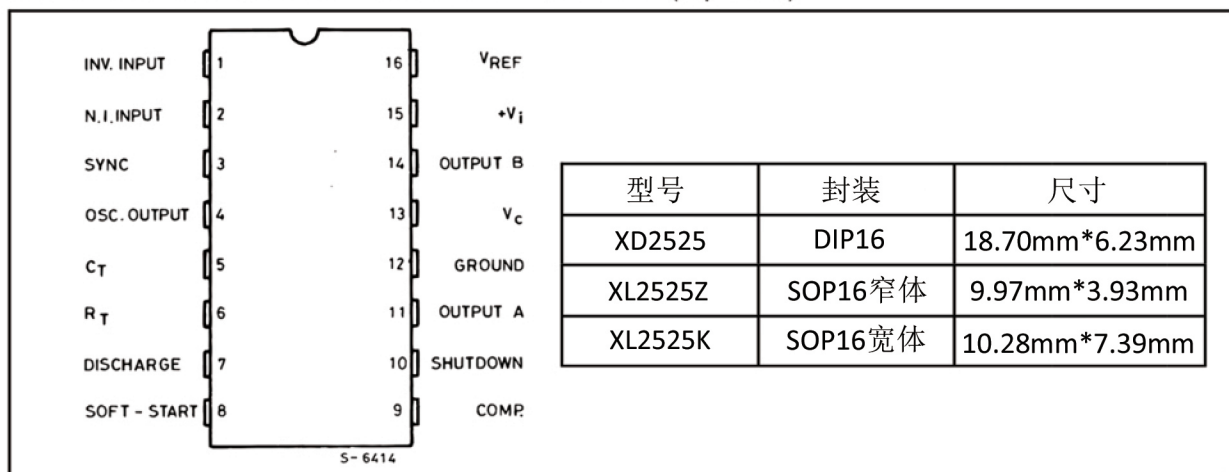 INV. INPUT 1 16 VREF
N.I. INPUT 2 15 +Vi
SYNC 3 14 OUTPUT B
OSC. OUTPUT 4 13 Vc
CT 5 12 GROUND
RT 6 11 OUTPUT A
DISCHARGE 7 10 SHUTDOWN
SOFT - START 8 9 COMP.
S- 6414
型号 封装 尺寸
XD2525 DIP16 18.70mm*6.23mm
XL2525Z SOP16窄体 9.97mm*3.93mm
XL2525K SOP16宽体 10.28mm*7.39mm